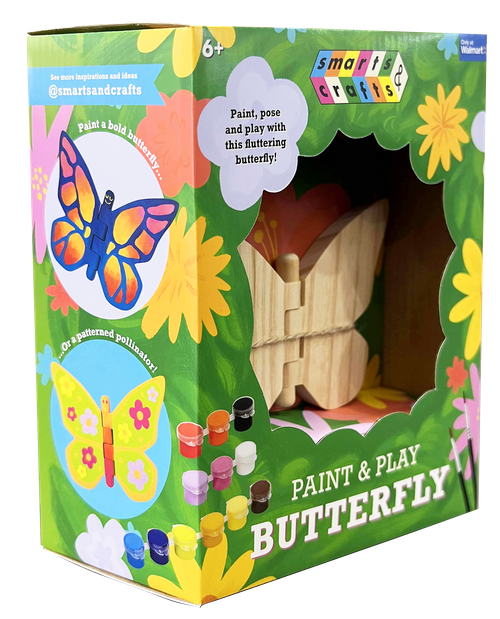 See more inspirations and ideas
@smartsandcrafts
Paint a bold butterfly...
...Or a patterned pollinator!
6+
smarts &
crafts
Only at
Walmart
Paint, pose
and play with
this fluttering
butterfly!
PAINT & PLAY
BUTTERFLY